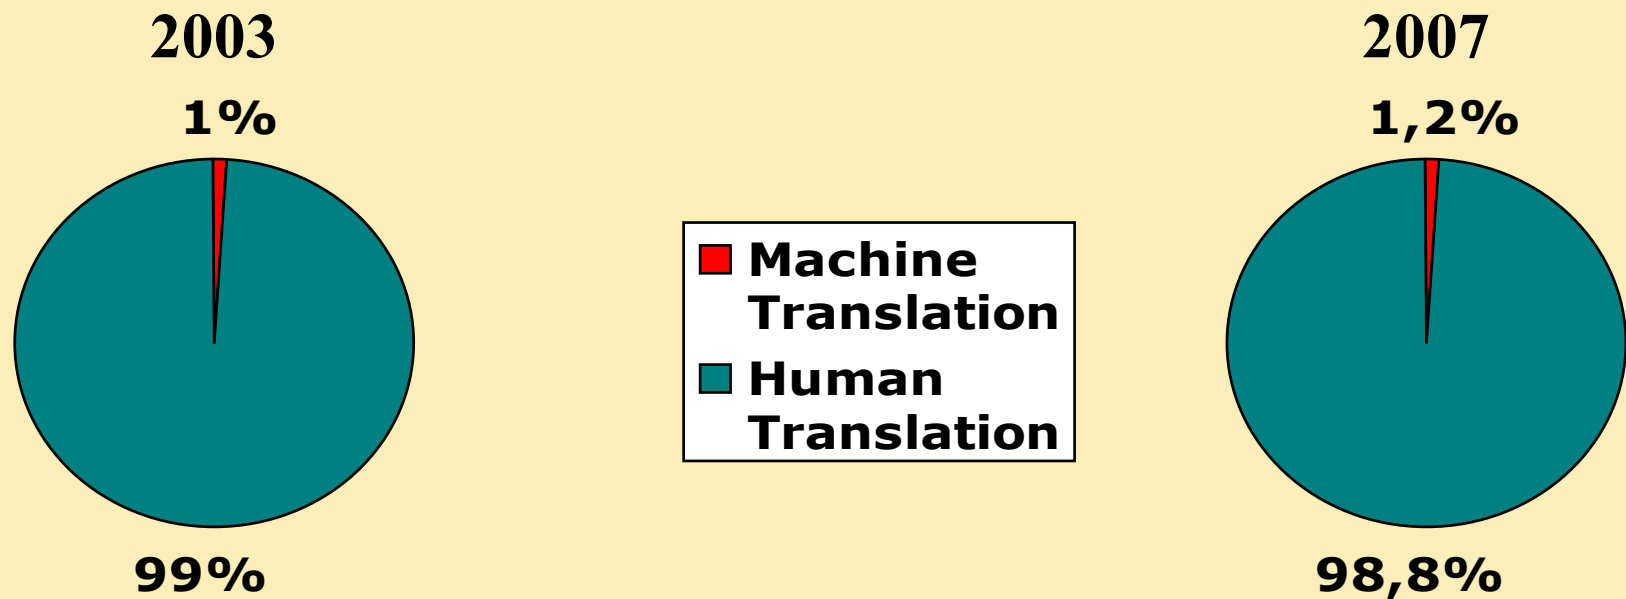 2003
1%
99%
Machine
Translation
Human
Translation
2007
1,2%
98,8%